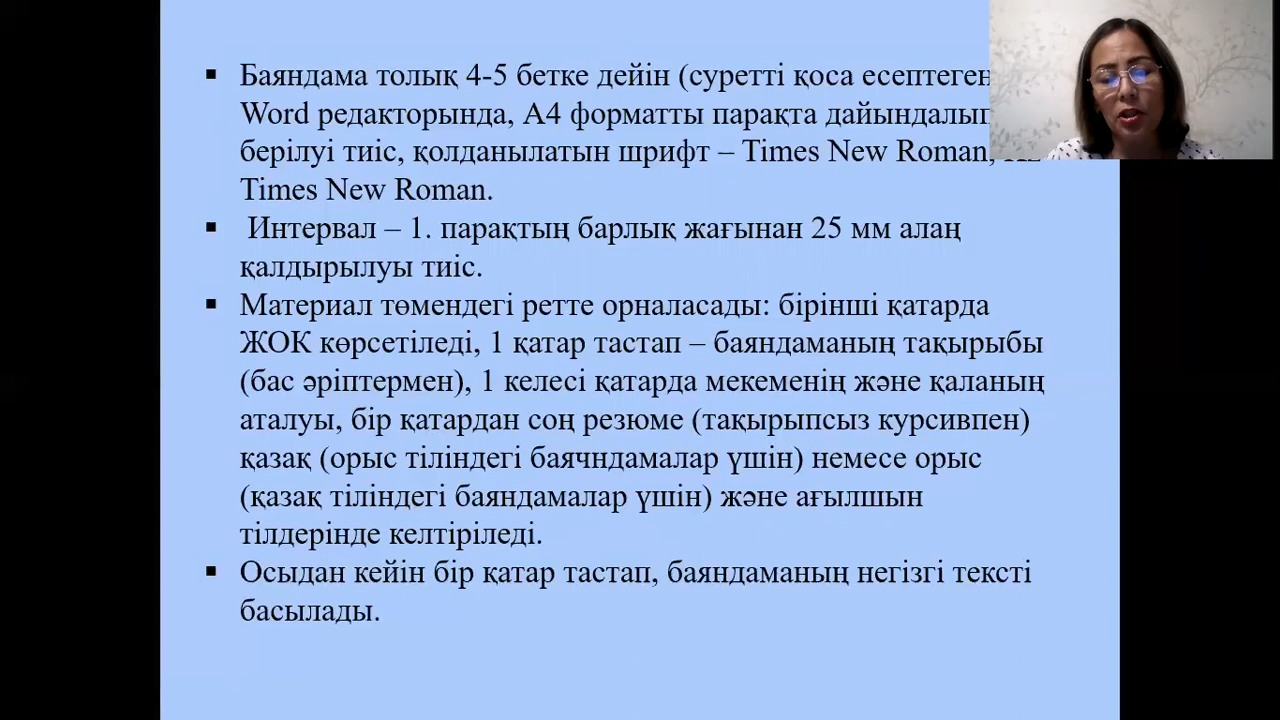 ▪ Баяндама толық 4-5 бетке дейін (суретті қоса есептеген
Word редакторында, А4 форматты парақта
берілуі тиіс, қолданылатын шрифт – Times New Roman,
Times New Roman.
▪ Интервал – 1. парақтың барлық жағынан 25 мм алаң
қалдырылуы тиіс.
▪ Материал төмендегі ретте орналасады: бірінші қатарда
ЖОК көрсетіледі, 1 қатар тастап – баяндаманың тақырыбы
(бас әріптермен), 1 келесі қатарда мекеменің және қаланың
аталуы, бір қатардан соң резюме (тақырыпсыз курсивпен)
қазақ (орыс тіліндегі баячндамалар үшін) немесе орыс
(қазақ тіліндегі баяндамалар үшін) және ағылшын
тілдерінде келтіріледі.
▪ Осыдан кейін бір қатар тастап, баяндаманың негізгі тексті
басылады.